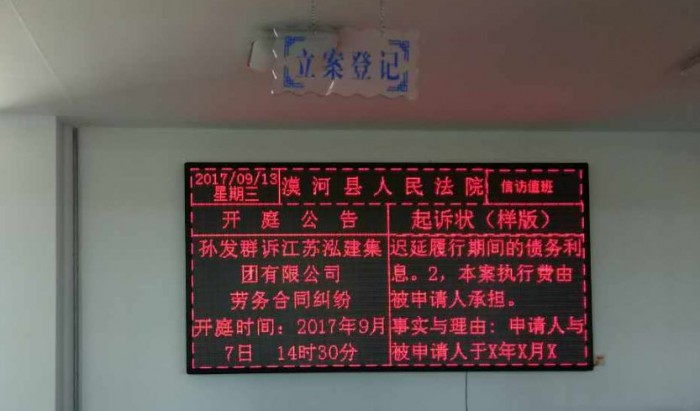 立案登记
2017/09/13
星期三
漠河县人民法院
信访值班
开庭公告
孙发群诉江苏泓建集
团有限公司
劳务合同纠纷
开庭时间：2017年9月
7日 14时30分
起诉状（样版）
迟延履行期间的债务利
息。2，本案执行费由
被申请人承担。
事实与理由：申请人与
被申请人于X年X月X